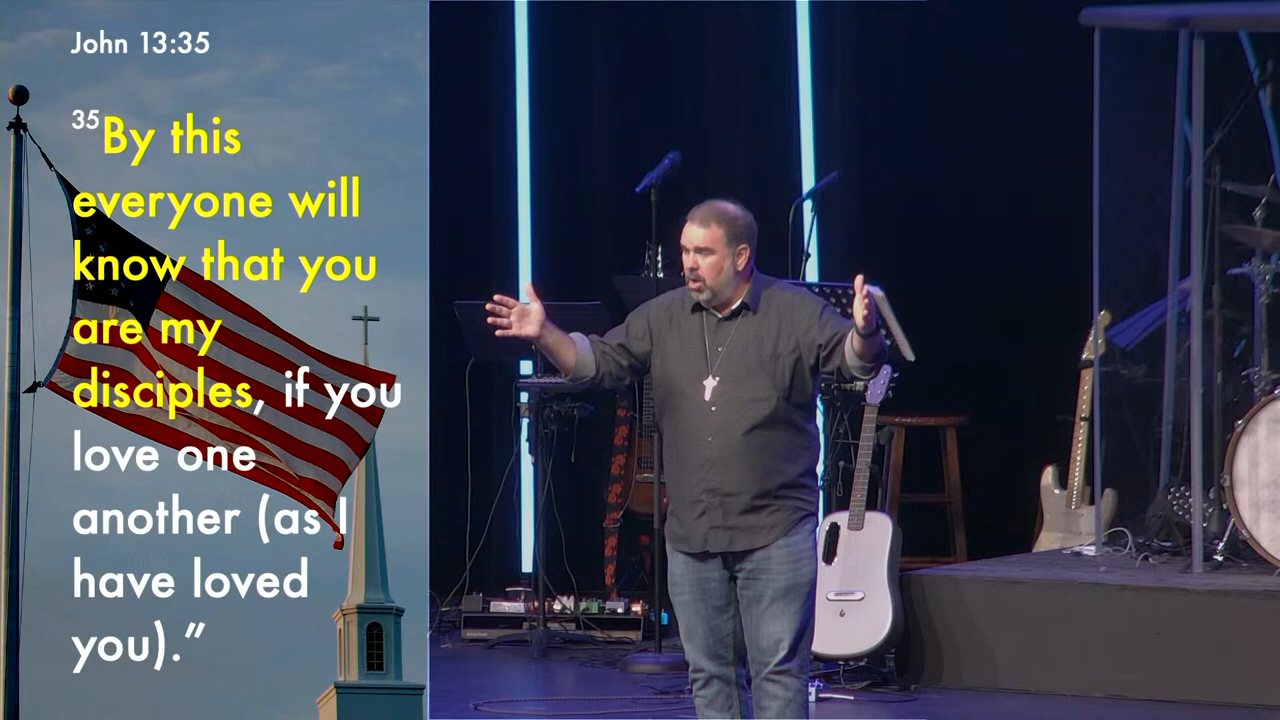 John 13:35
35By this
everyone will
know that you
are my
disciples, if you
love one
another (as I
have loved
you).”